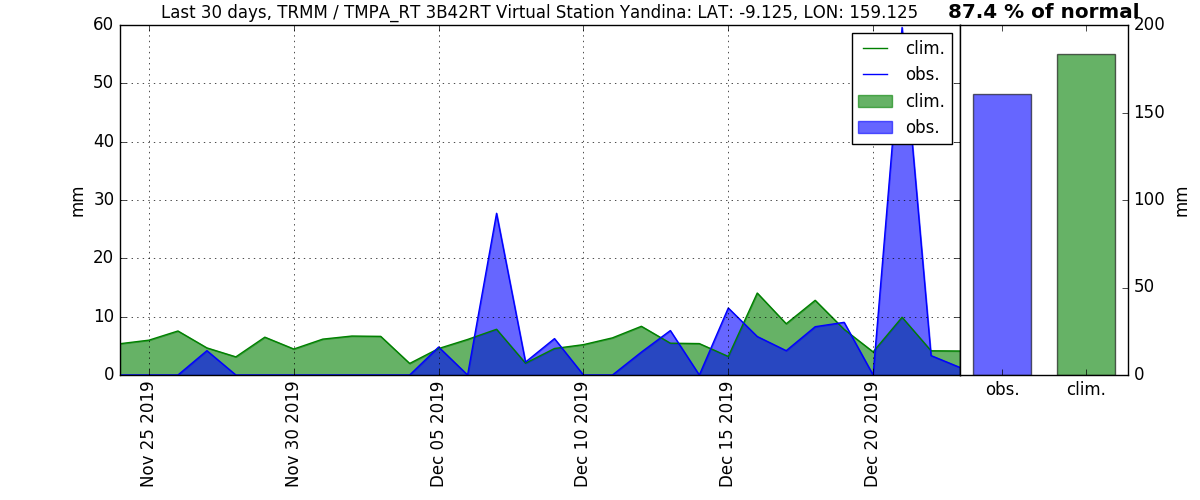 Last 30 days, TRMM / TMPA_RT 3B42RT Virtual Station Yandina: LAT: -9.125, LON: 159.125
87.4 % of normal
60
50
40
30
20
10
0
mm
clim.
obs.
clim.
obs.
200
150
100
50
0
mm
obs.
clim.
Nov 25 2019
Nov 30 2019
Dec 05 2019
Dec 10 2019
Dec 15 2019
Dec 20 2019